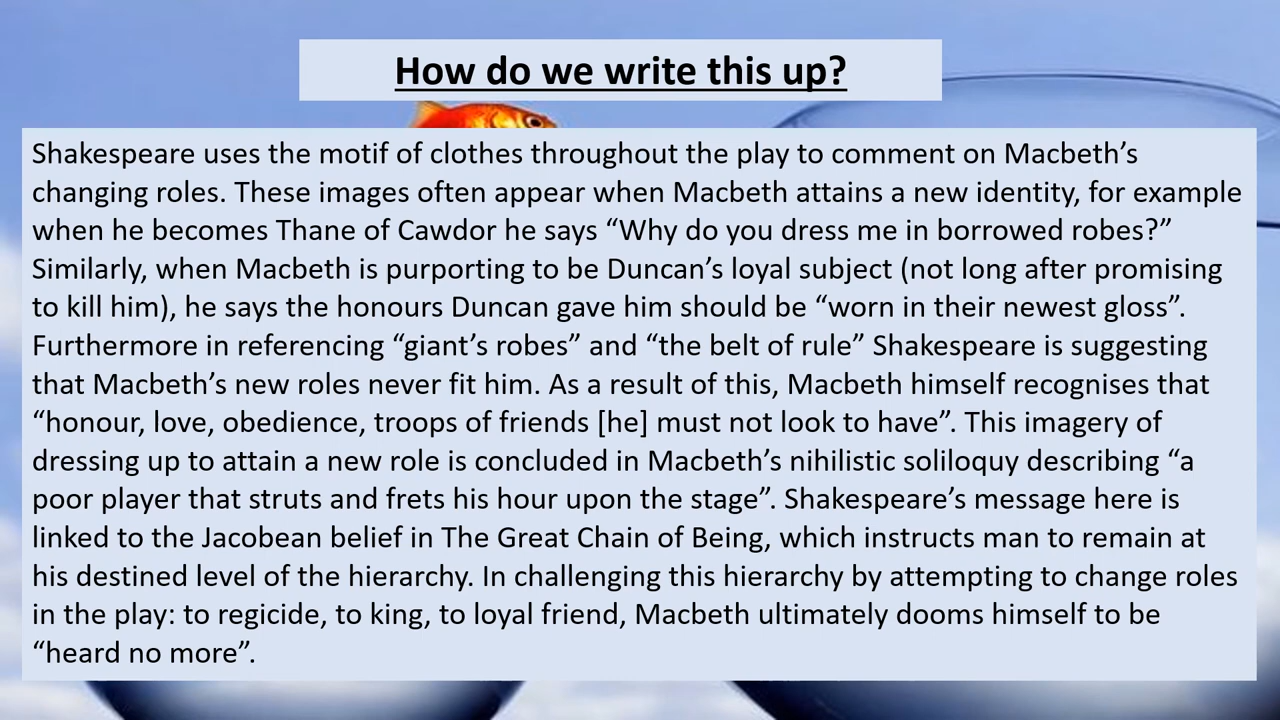 How do we write this up?
Shakespeare uses the motif of clothes throughout the play to comment on Macbeth’s
changing roles. These images often appear when Macbeth attains a new identity, for example
when he becomes Thane of Cawdor he says “Why do you dress me in borrowed robes?”
Similarly, when Macbeth is purporting to be Duncan’s loyal subject (not long after promising
to kill him), he says the honours Duncan gave him should be “worn in their newest gloss”.
Furthermore in referencing “giant’s robes” and “the belt of rule” Shakespeare is suggesting
that Macbeth’s new roles never fit him. As a result of this, Macbeth himself recognises that
“honour, love, obedience, troops of friends [he] must not look to have”. This imagery of
dressing up to attain a new role is concluded in Macbeth’s nihilistic soliloquy describing “a
poor player that struts and frets his hour upon the stage”. Shakespeare’s message here is
linked to the Jacobean belief in The Great Chain of Being, which instructs man to remain at
his destined level of the hierarchy. In challenging this hierarchy by attempting to change roles
in the play: to regicide, to king, to loyal friend, Macbeth ultimately dooms himself to be
“heard no more”.